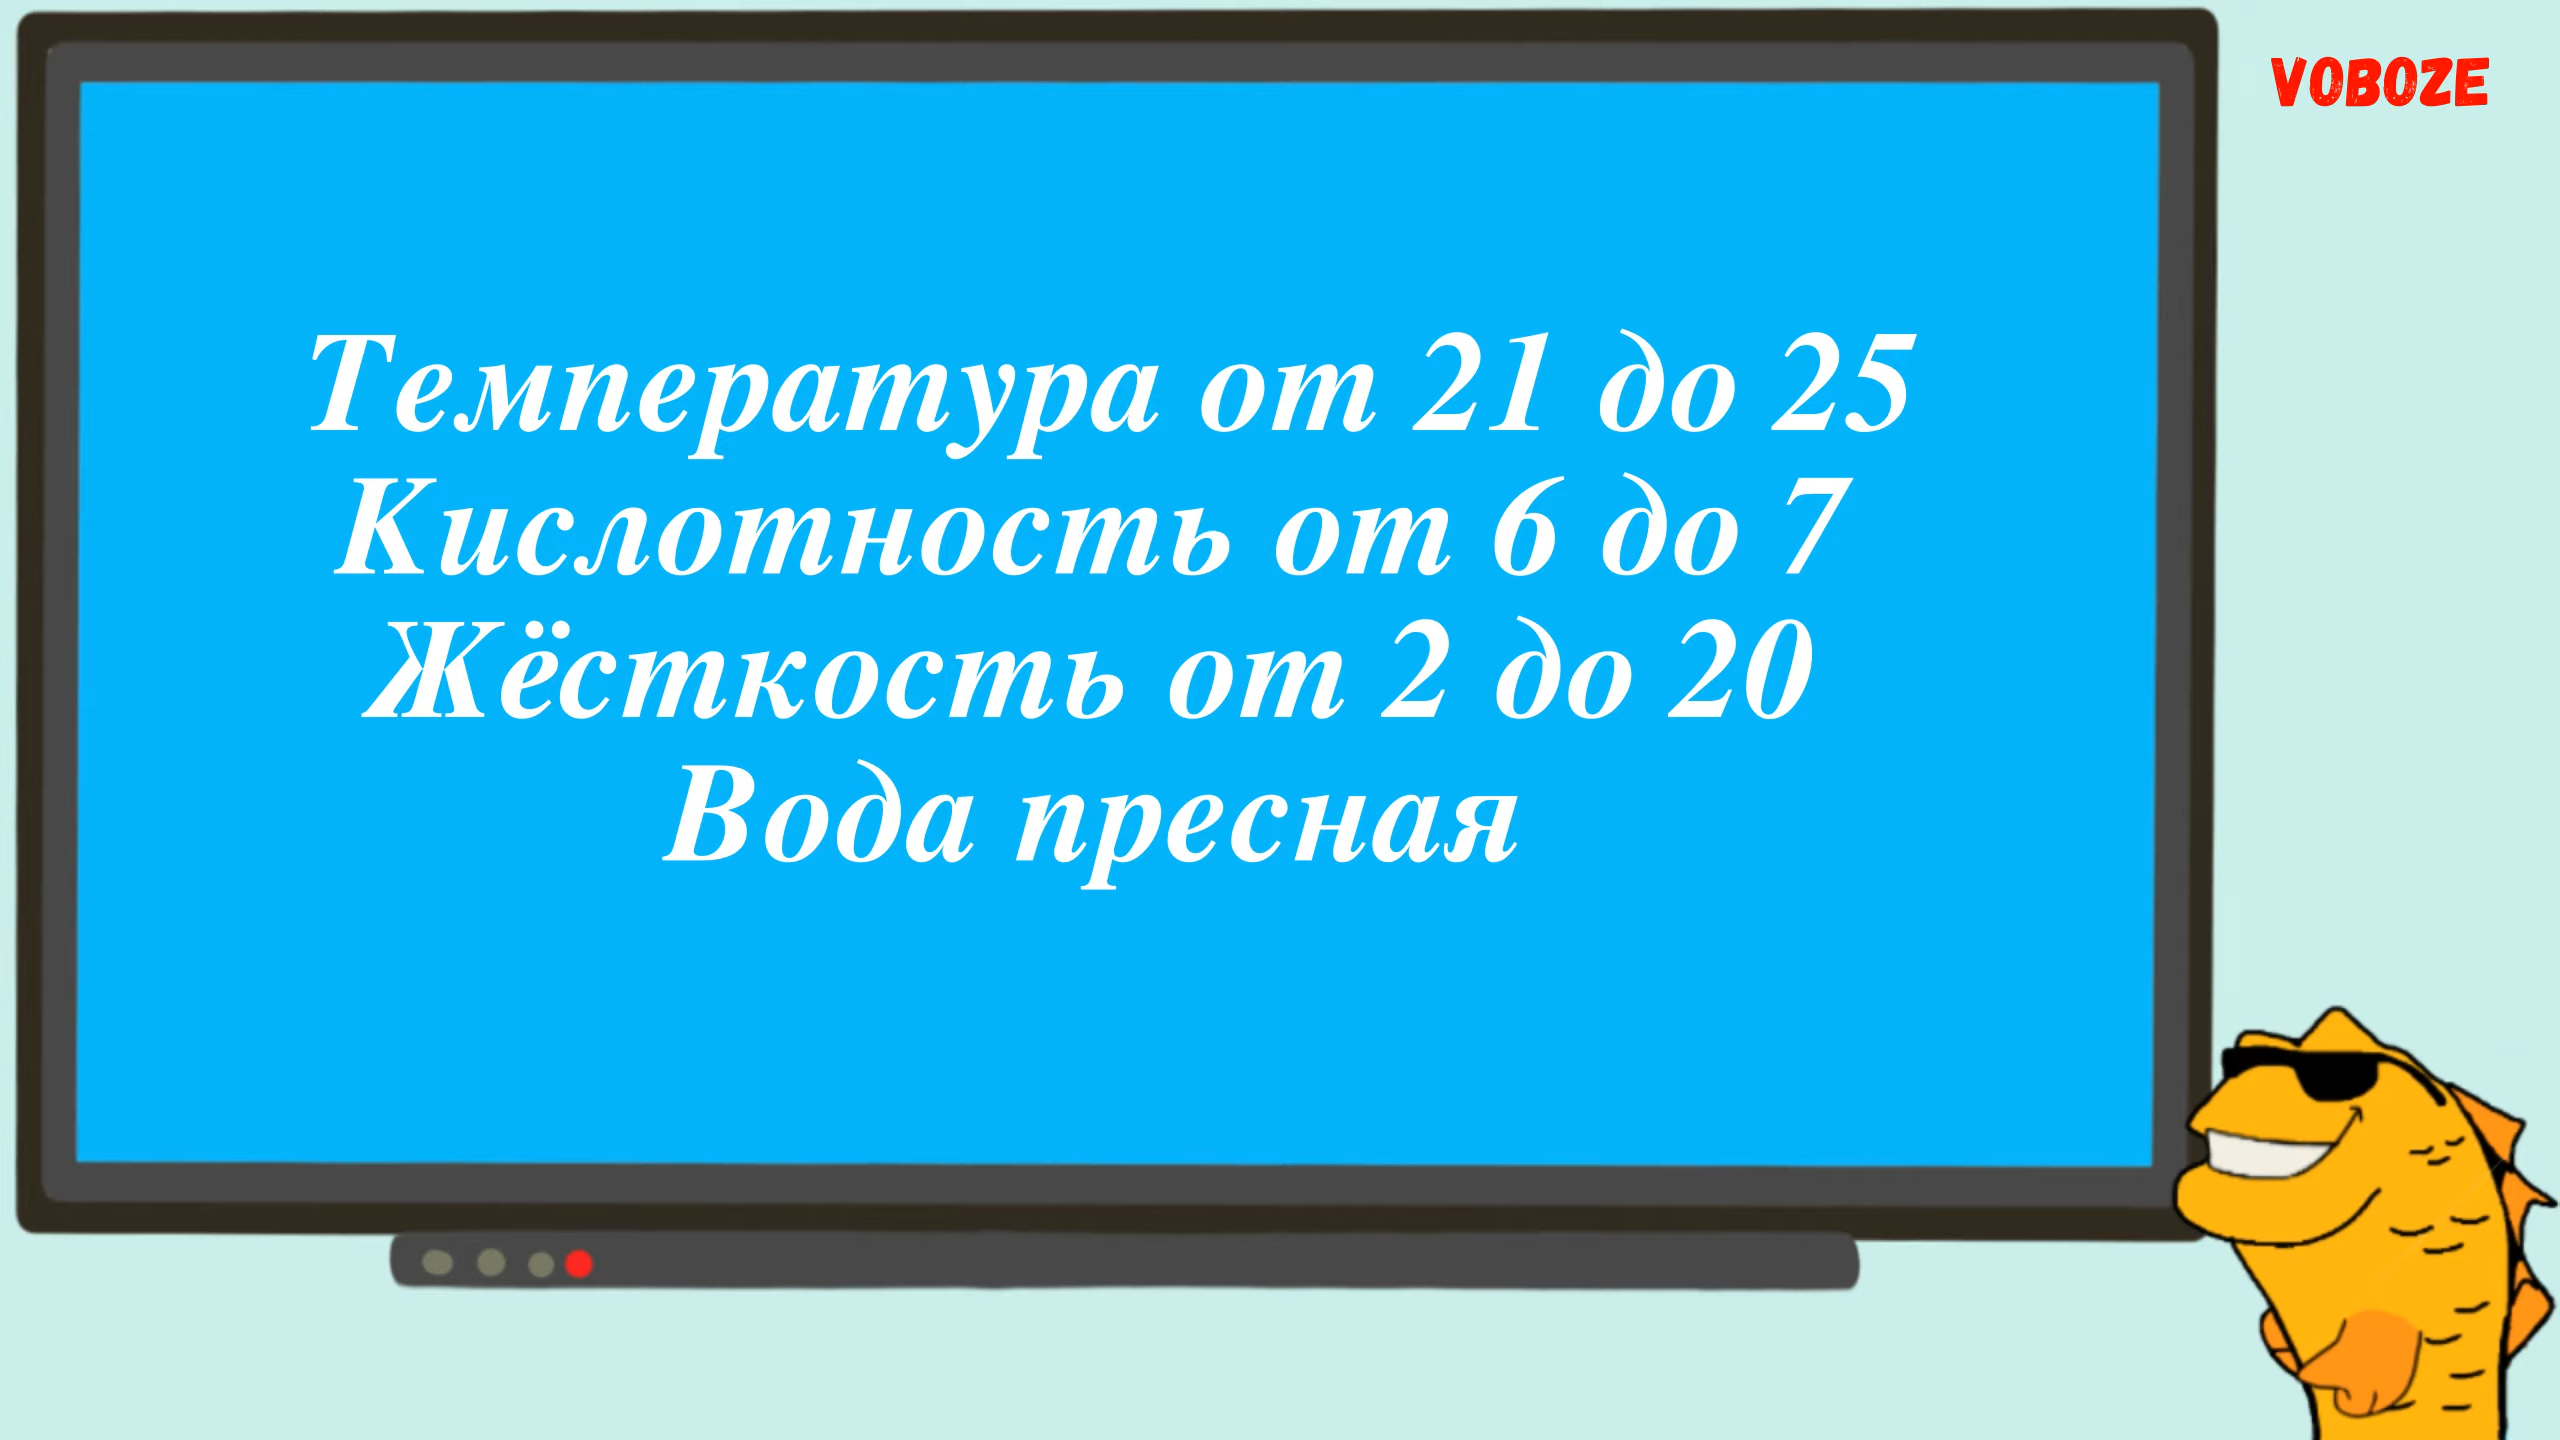 VOBOZE
Температура от 21 до 25
Кислотность от 6 до 7
Жёсткость от 2 до 20
Вода пресная